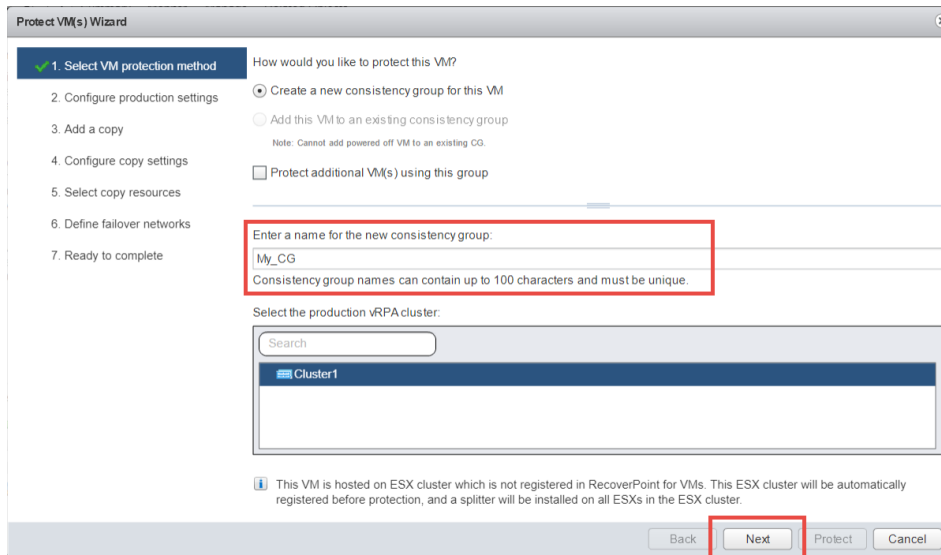 Protect VM(s) Wizard
1. Select VM protection method
2. Configure production settings
3. Add a copy
4. Configure copy settings
5. Select copy resources
6. Define failover networks
7. Ready to complete
How would you like to protect this VM?
Create a new consistency group for this VM
Add this VM to an existing consistency group
Note: Cannot add powered off VM to an existing CG.
Protect additional VM(s) using this group
Enter a name for the new consistency group:
My_CG
Consistency group names can contain up to 100 characters and must be unique.
Select the production vRPA cluster:
Search
Cluster1
This VM is hosted on ESX cluster which is not registered in RecoverPoint for VMs. This ESX cluster will be automatically
registered before protection, and a splitter will be installed on all ESXs in the ESX cluster.
Back Next Protect Cancel